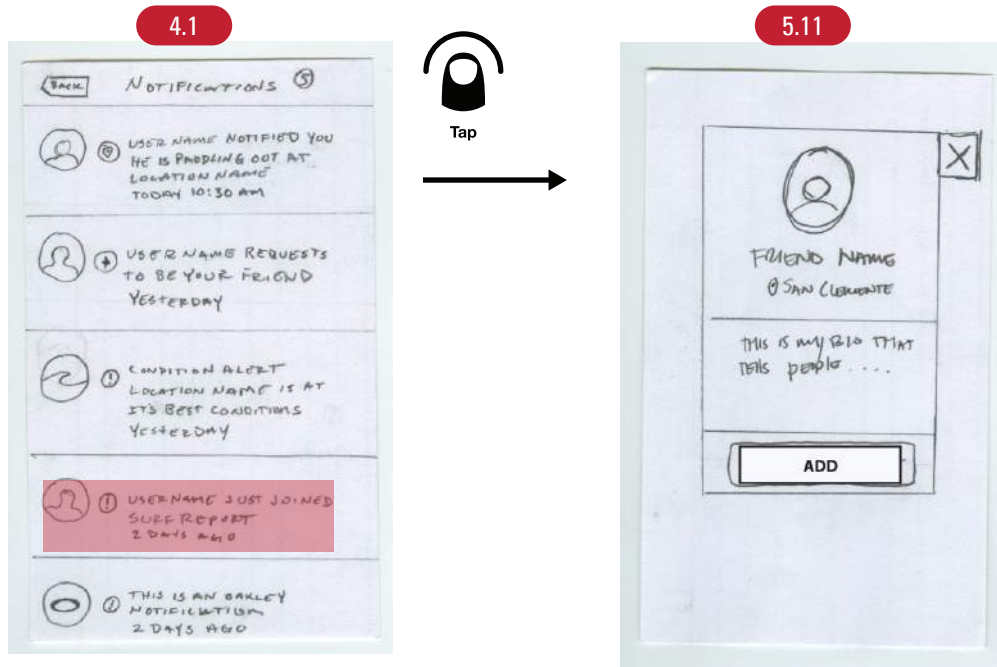 4.1
BACK
NOTIFICATIONS 5
USER NAME NOTIFIED YOU
HE IS PADDLING OUT AT
LOCATION NAME
TODAY 10:30 AM
USER NAME REQUESTS
TO BE YOUR FRIEND
YESTERDAY
CONDITION ALERT
LOCATION NAME IS AT
IT'S BEST CONDITIONS
YESTERDAY
USERNAME JUST JOINED
SURF REPORT
2 DAYS AGO
THIS IS AN OAKLEY
NOTIFICATION
2 DAYS AGO
Tap
5.11
X
FRIEND NAME
SAN CLEMENTE
THIS IS my BIO THAT
TELLS people ....
ADD